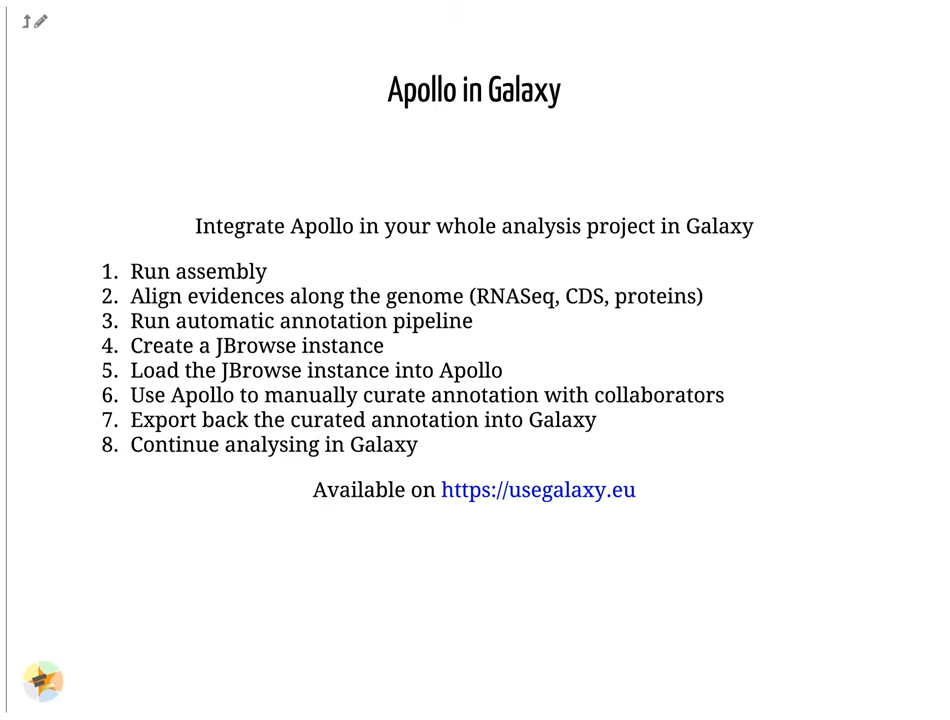 Apollo in Galaxy
Integrate Apollo in your whole analysis project in Galaxy
1. Run assembly
2. Align evidences along the genome (RNASeq, CDS, proteins)
3. Run automatic annotation pipeline
4. Create a JBrowse instance
5. Load the JBrowse instance into Apollo
6. Use Apollo to manually curate annotation with collaborators
7. Export back the curated annotation into Galaxy
8. Continue analysing in Galaxy
Available on https://usegalaxy.eu